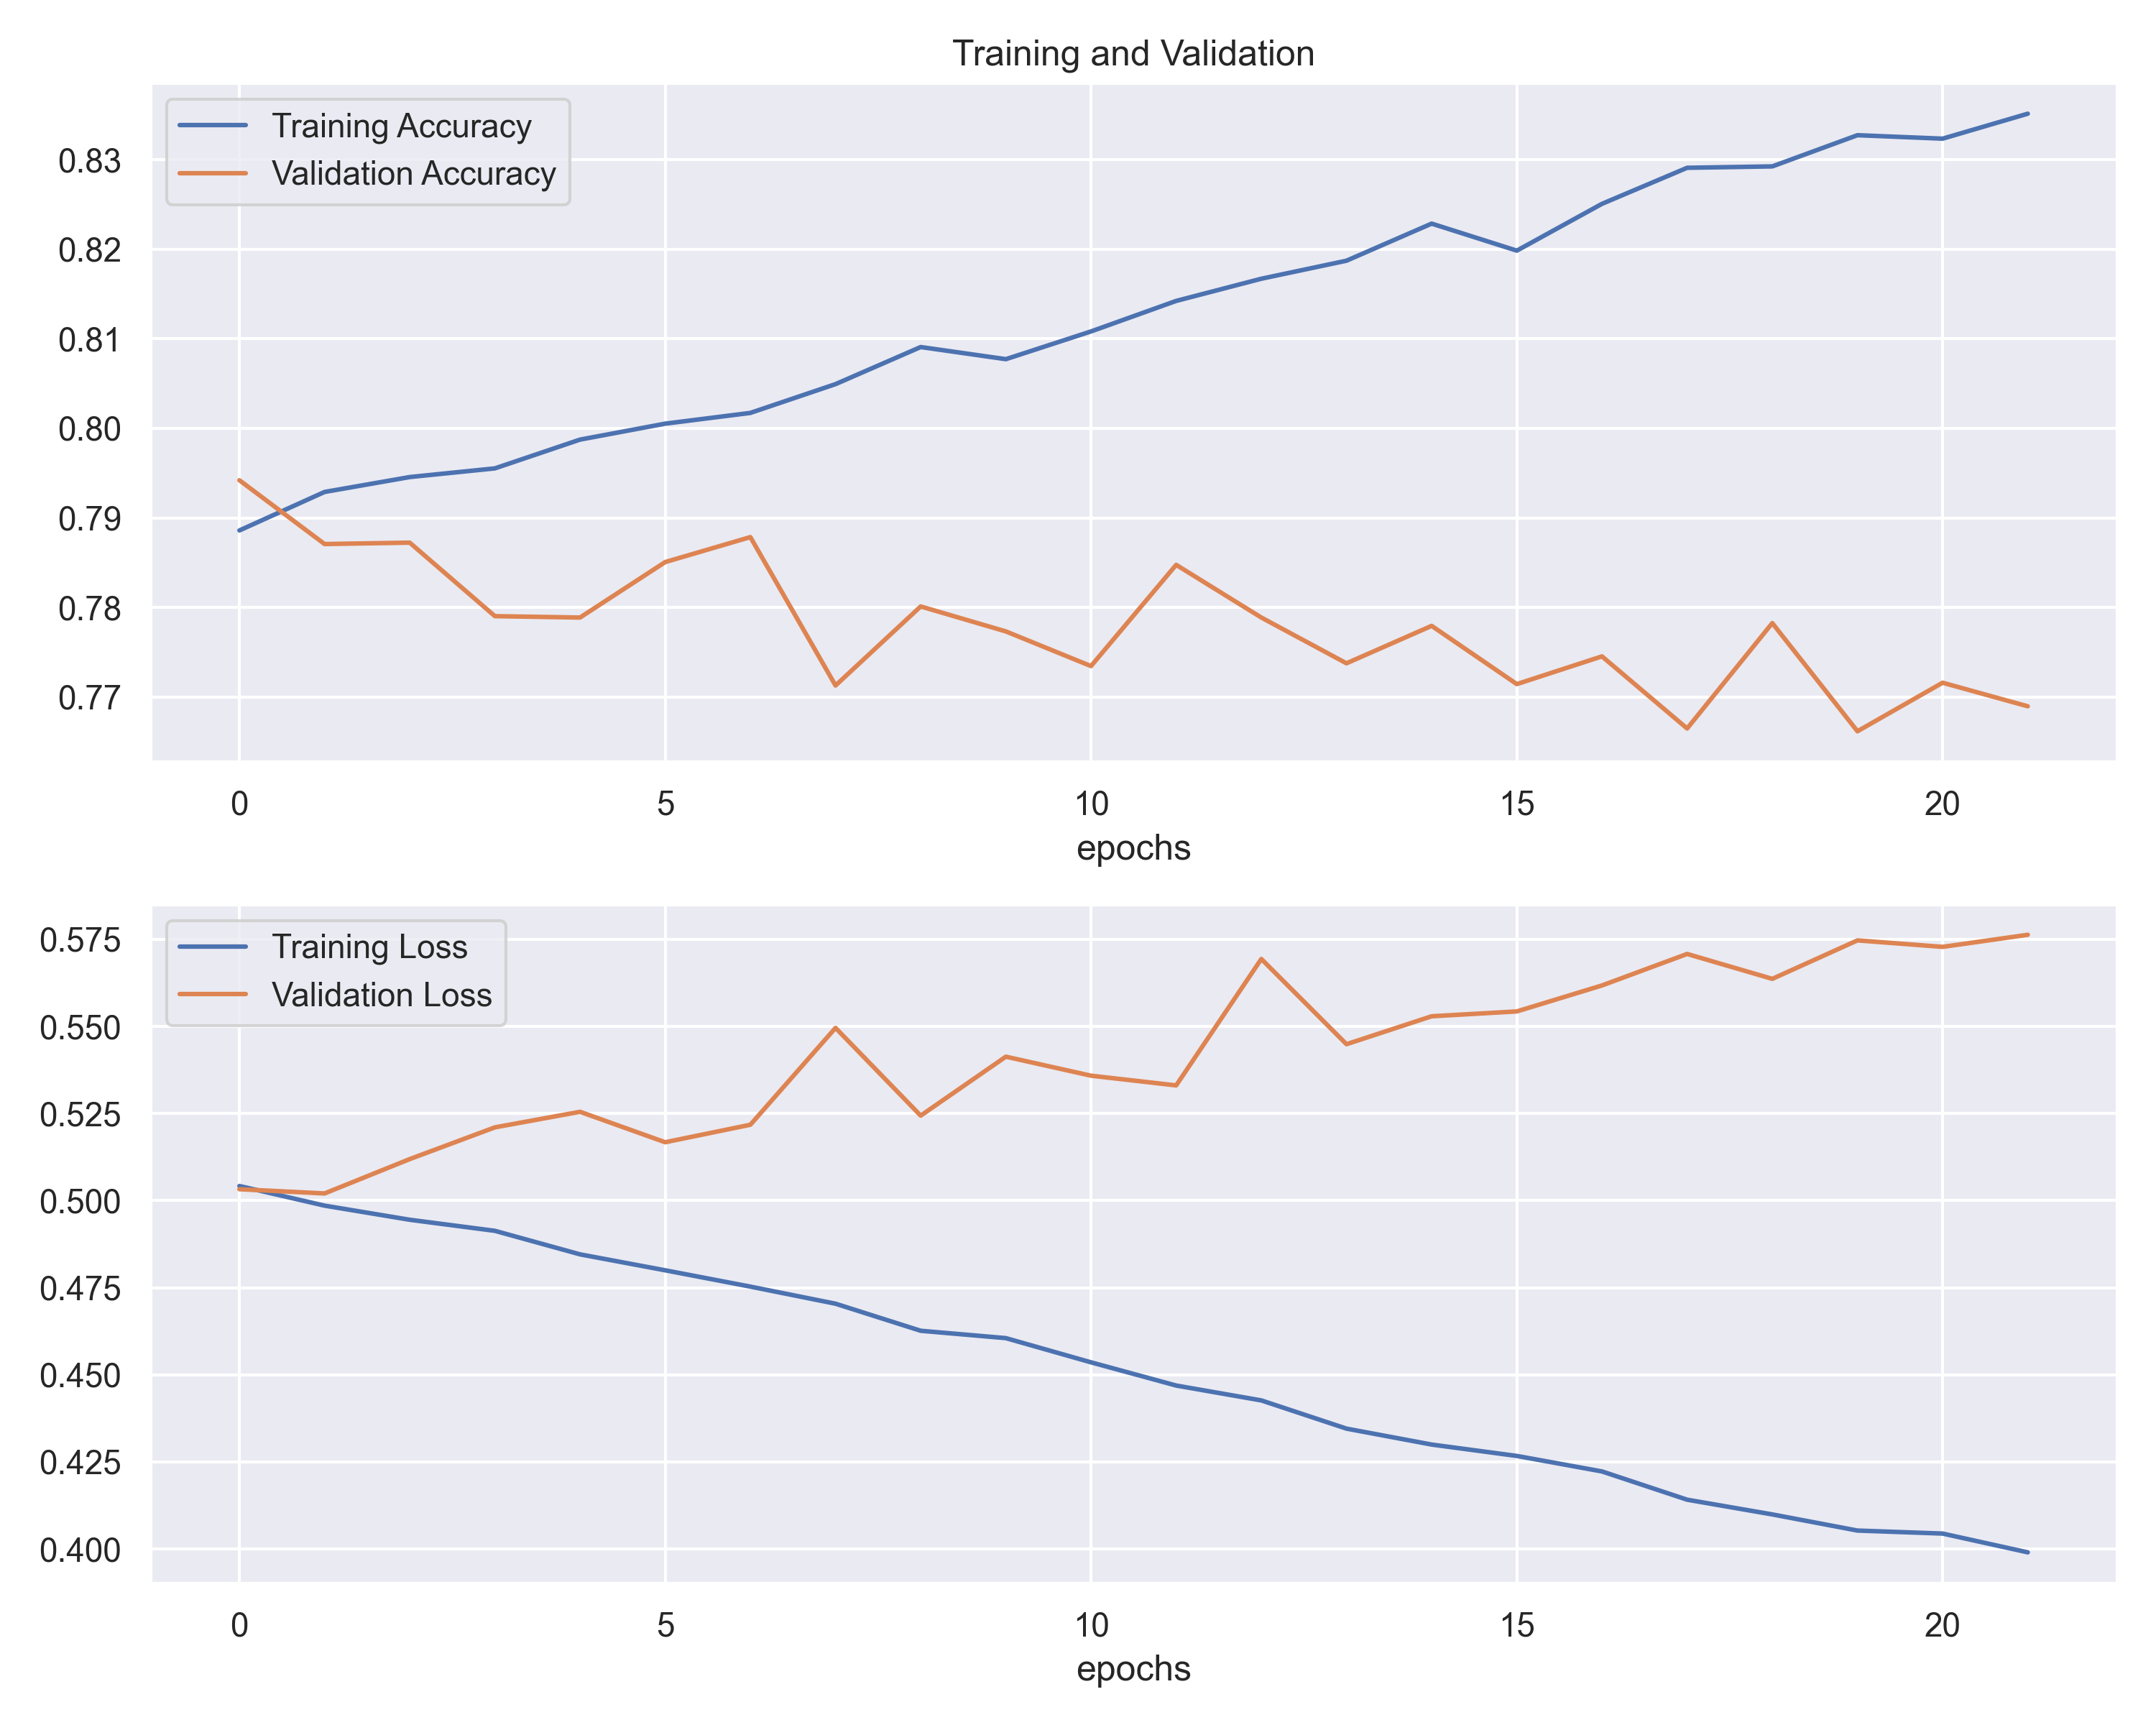 Training and Validation
Training Accuracy
Validation Accuracy
0.83
0.82
0.81
0.80
0.79
0.78
0.77
0 5 10 15 20
epochs
Training Loss
Validation Loss
0.575
0.550
0.525
0.500
0.475
0.450
0.425
0.400
0 5 10 15 20
epochs